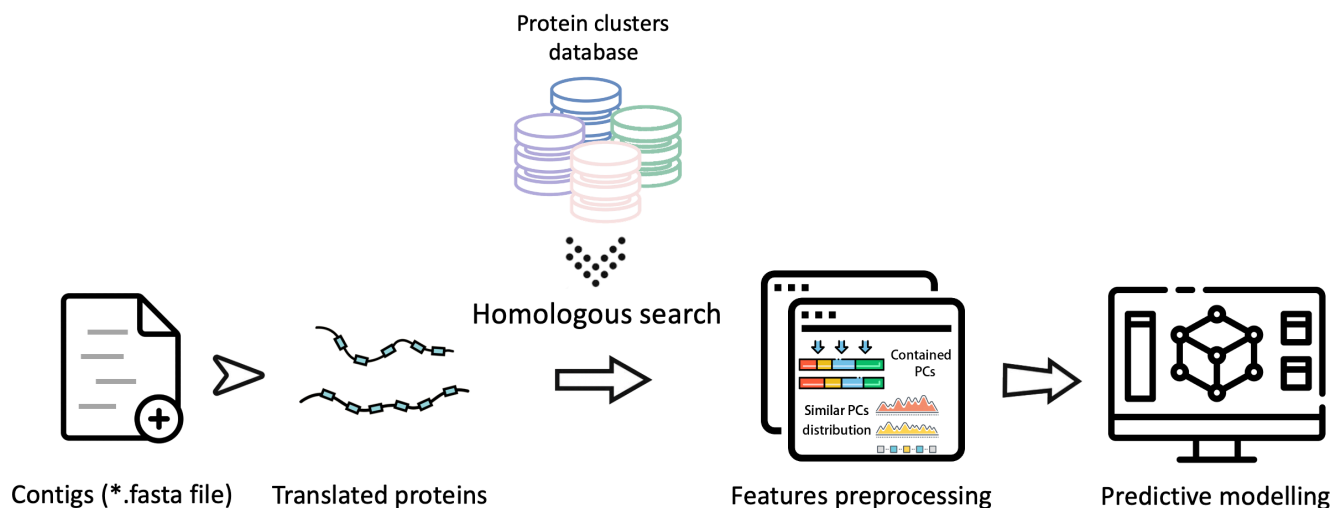 Protein clusters
database
Homologous search
Contained
PCs
Similar PCs
distribution
Contigs (*.fasta file)
Translated proteins
Features preprocessing
Predictive modelling